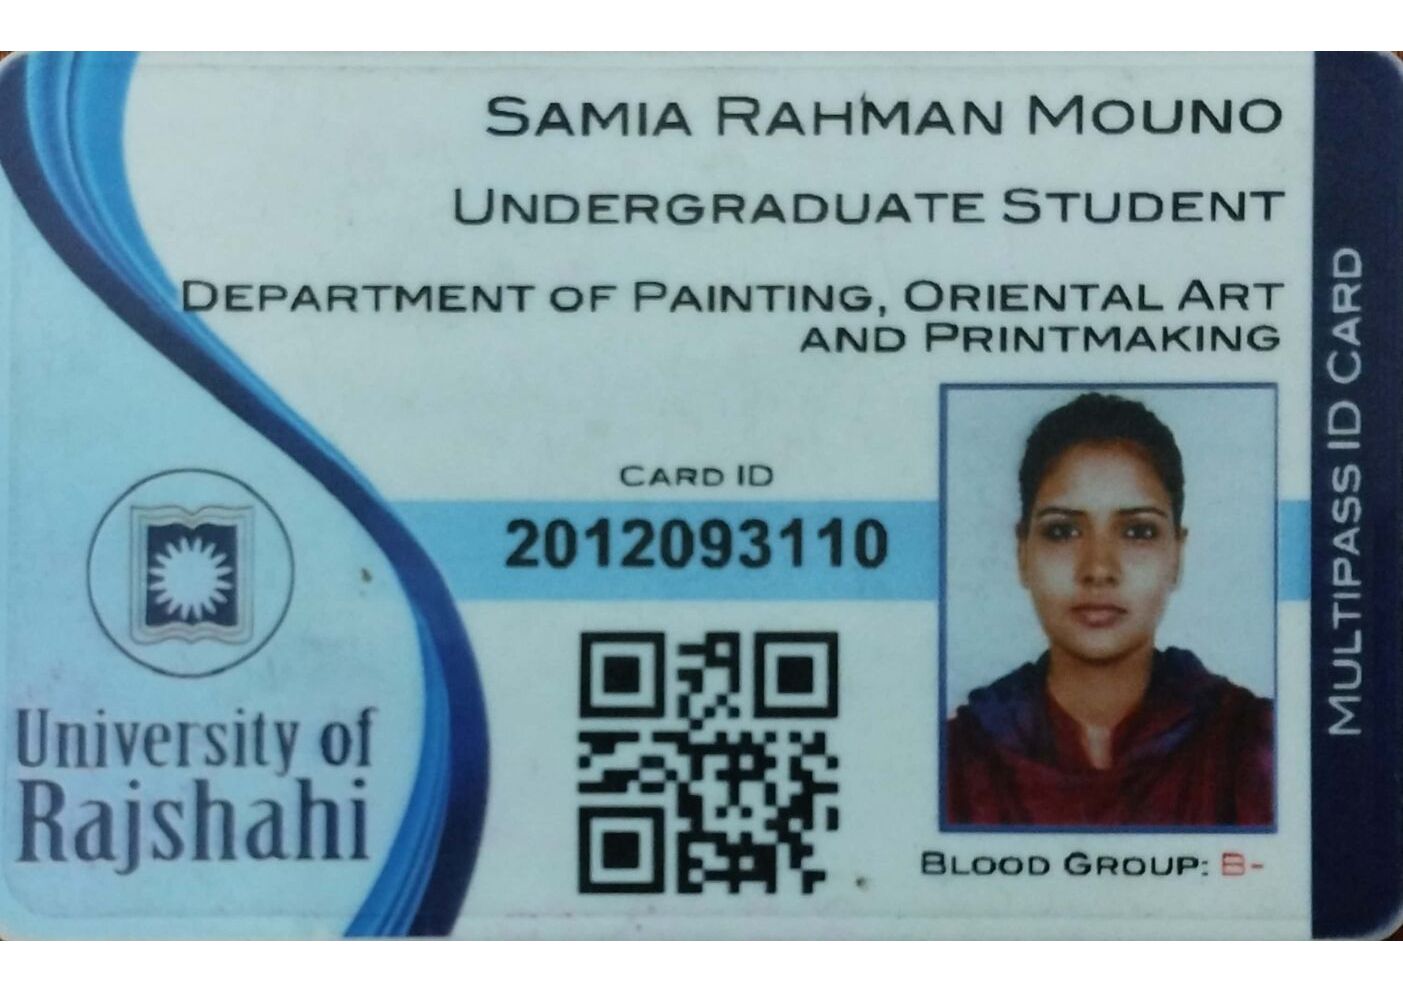 SAMIA RAHMAN MOUNO
UNDERGRADUATE STUDENT
DEPARTMENT OF PAINTING, ORIENTAL ART
AND PRINTMAKING
CARD ID
2012093110
University of
Rajshahi
BLOOD GROUP: B-
MULTIPASS ID CARD